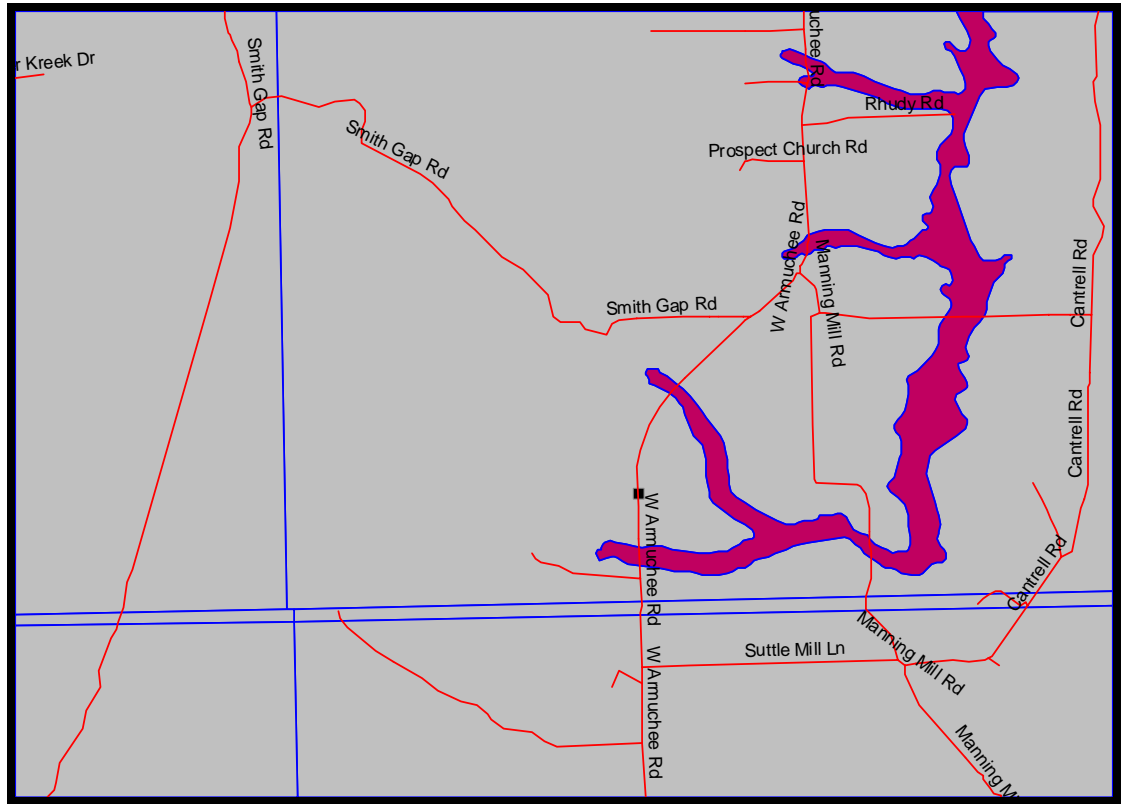 uchee Rd
r Kreek Dr
Smith Gap Rd
Rhudy Rd
Smith Gap Rd
Prospect Church Rd
W Armuchee Rd
Manning Mill Rd
Cantrell Rd
Smith Gap Rd
Cantrell Rd
W Armuchee Rd
Cantrell Rd
Manning Mill Rd
Suttle Mill Ln
W Armuchee Rd
Manning Mi